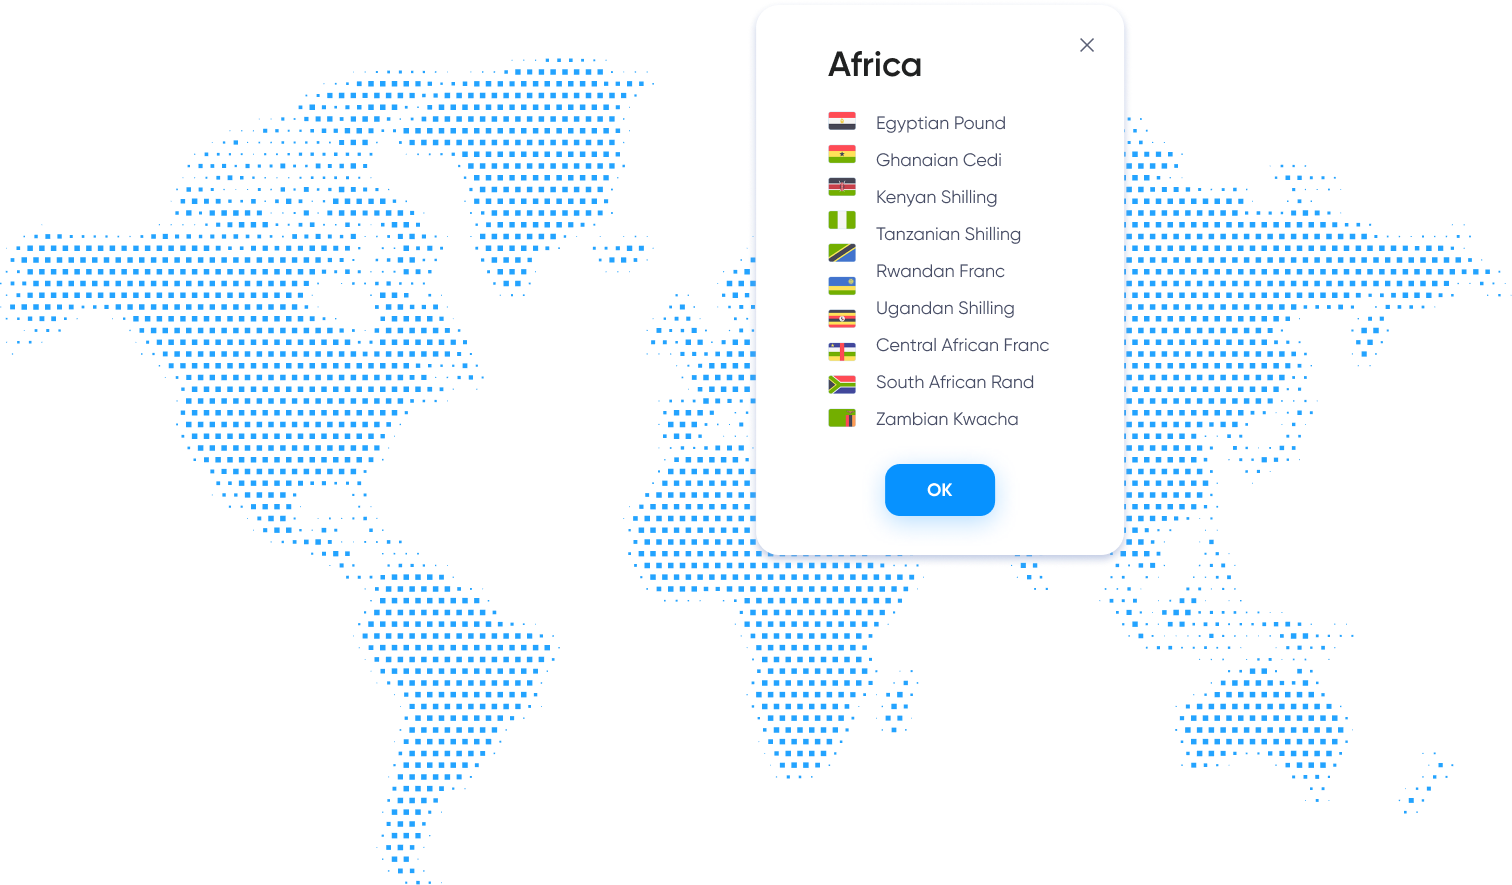 Africa
Egyptian Pound
Ghanaian Cedi
Kenyan Shilling
Tanzanian Shilling
Rwandan Franc
Ugandan Shilling
Central African Franc
South African Rand
Zambian Kwacha
OK